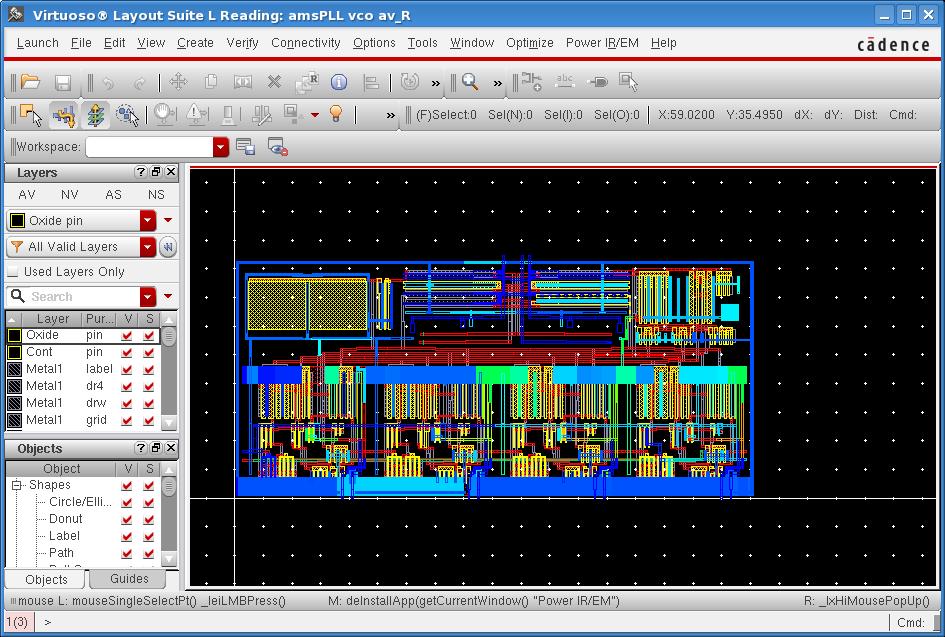 Virtuoso® Layout Suite L Reading: amsPLL vco av_R
Launch File Edit View Create Verify Connectivity Options Tools Window Optimize Power IR/EM Help
cādence
abc
(F)Select:0 Sel(N):0 Sel(I):0 Sel(O):0 X:59.0200 Y:35.4950 dX: dY: Dist: Cmd:
Workspace:
Layers
AV NV AS NS
Oxide pin
All Valid Layers
Used Layers Only
Search
Layer Pur... V S
Oxide pin
Cont pin
Metal1 label
Metal1 dr4
Metal1 drw
Metal1 grid
Objects
Object V S
Shapes
Circle/Elli...
Donut
Label
Path
Objects Guides
mouse L: mouseSingleSelectPt() _leiLMBPress() M: deInstallApp(getCurrentWindow() "Power IR/EM") R: _lxHiMousePopUp()
1(3) > Cmd: